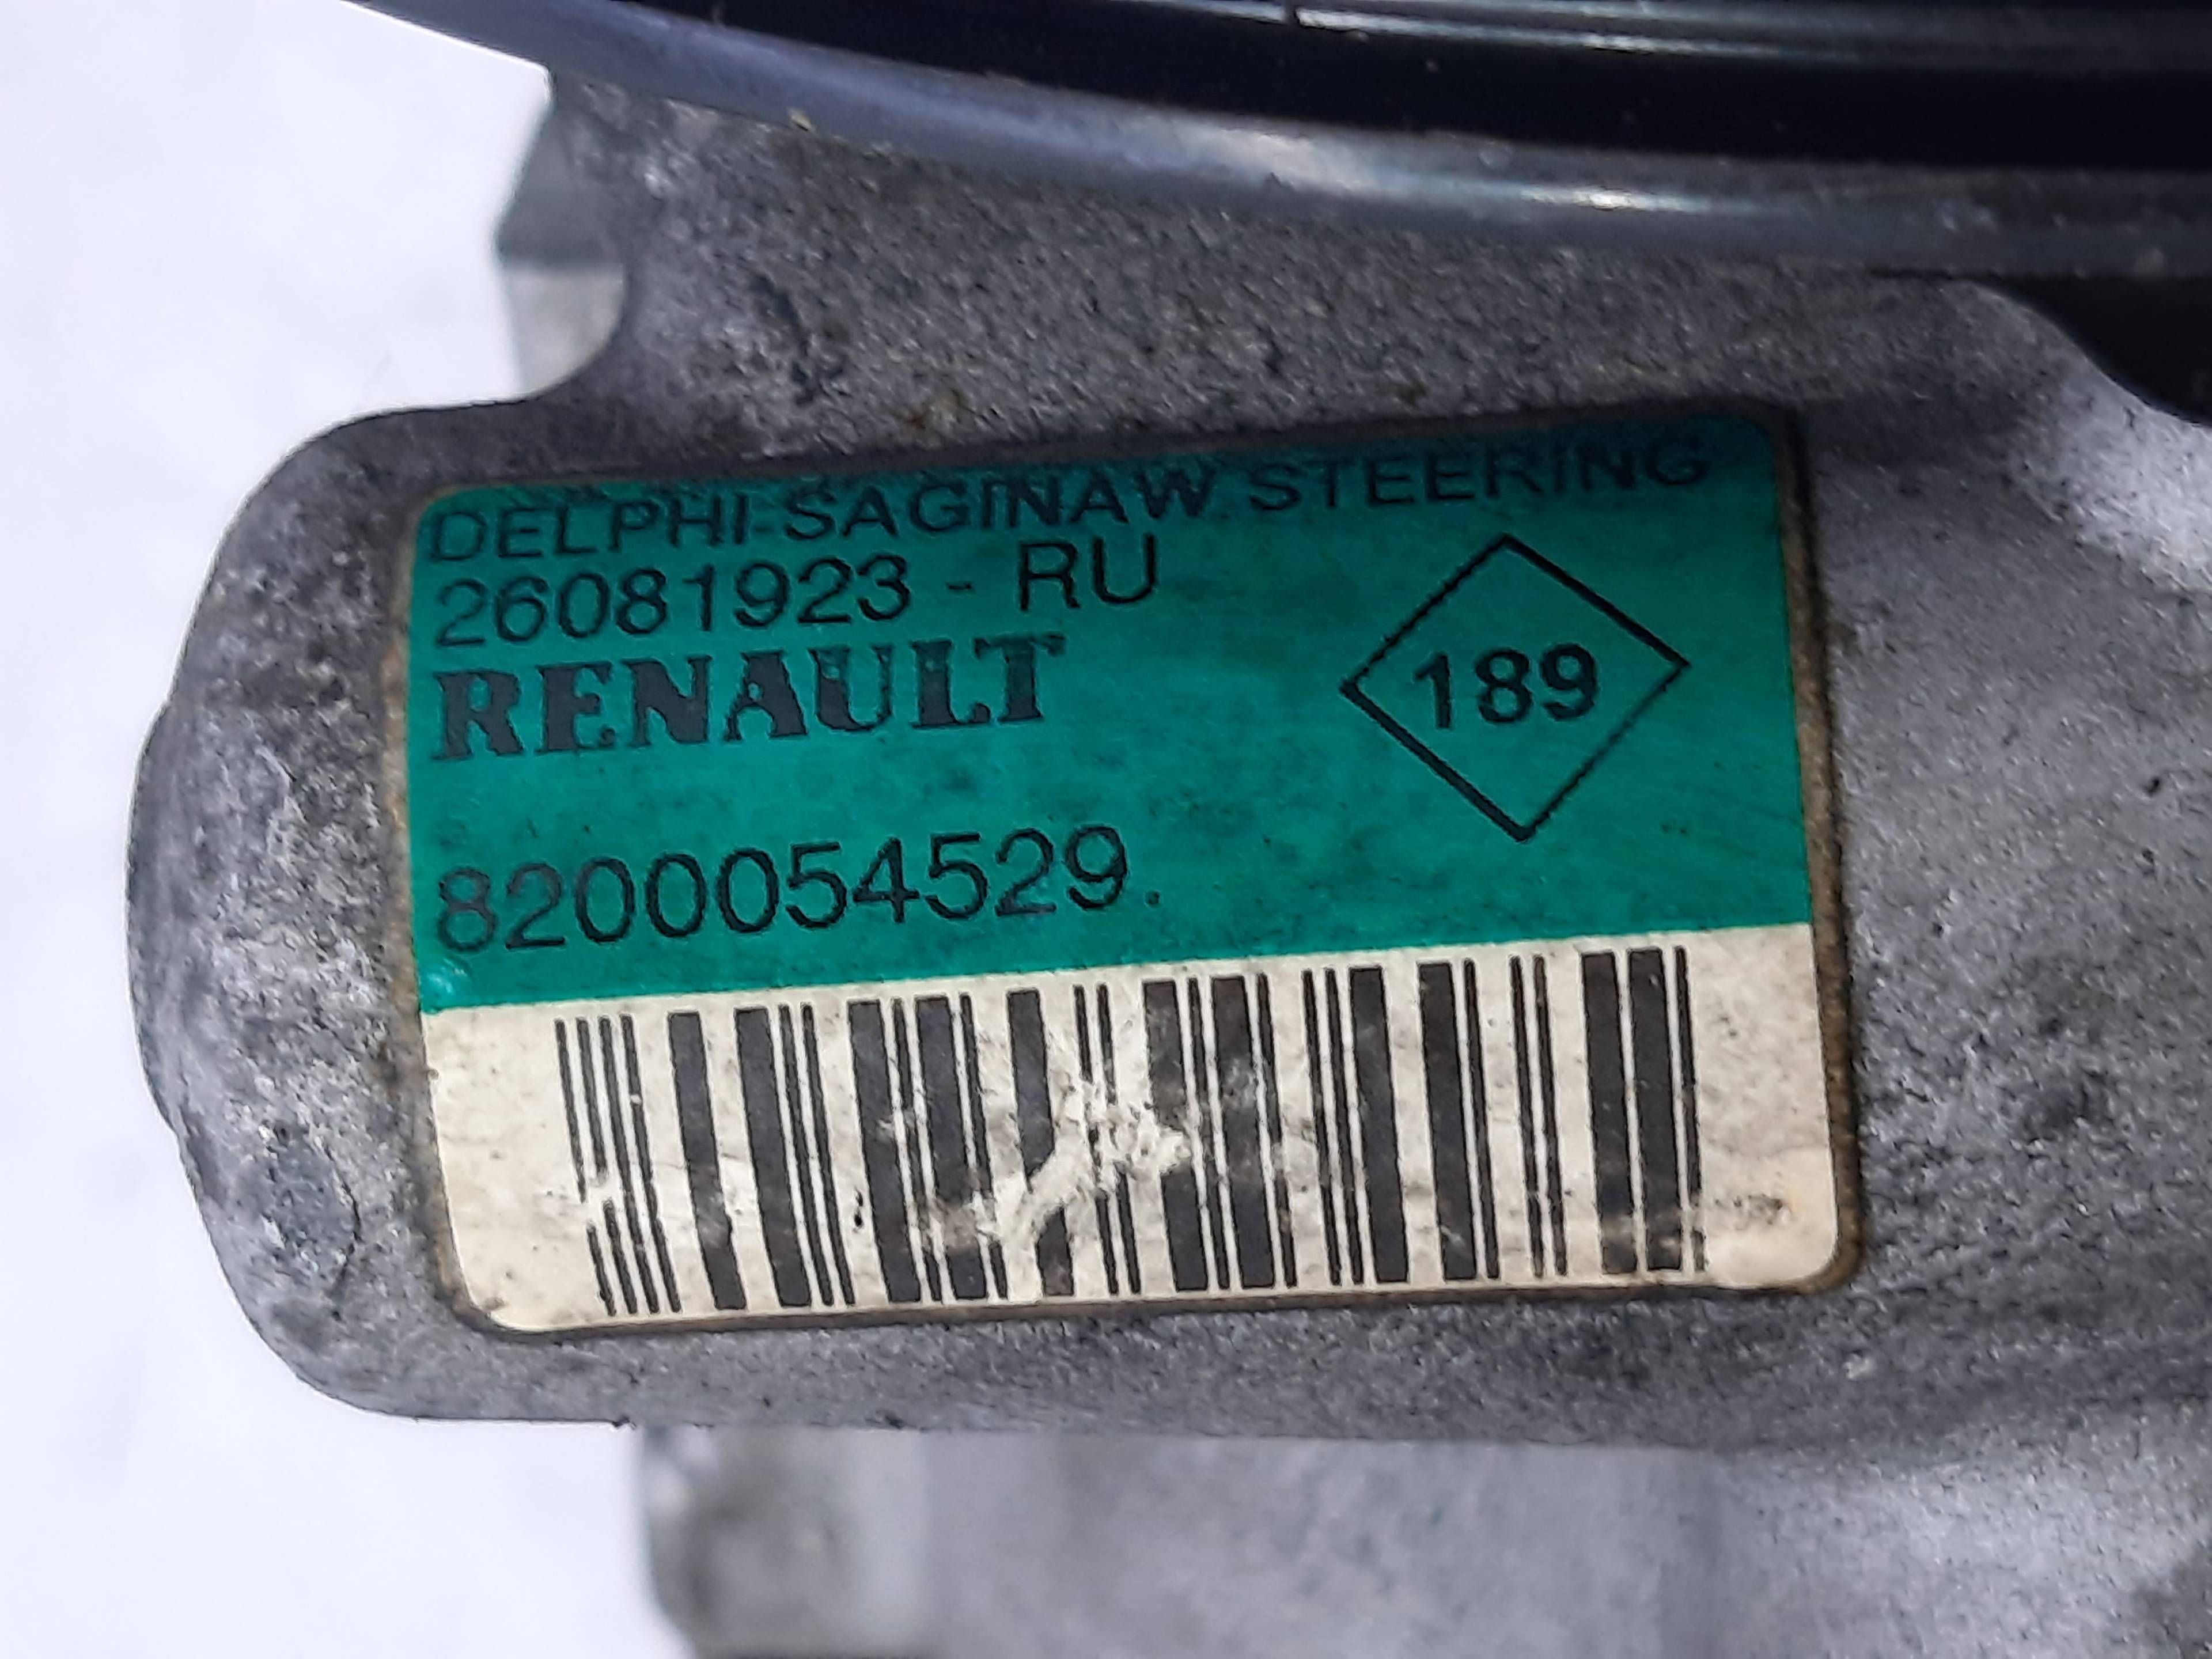 DELPHI-SAGINAW STEERING
26081923 - RU
RENAULT
189
8200054529.